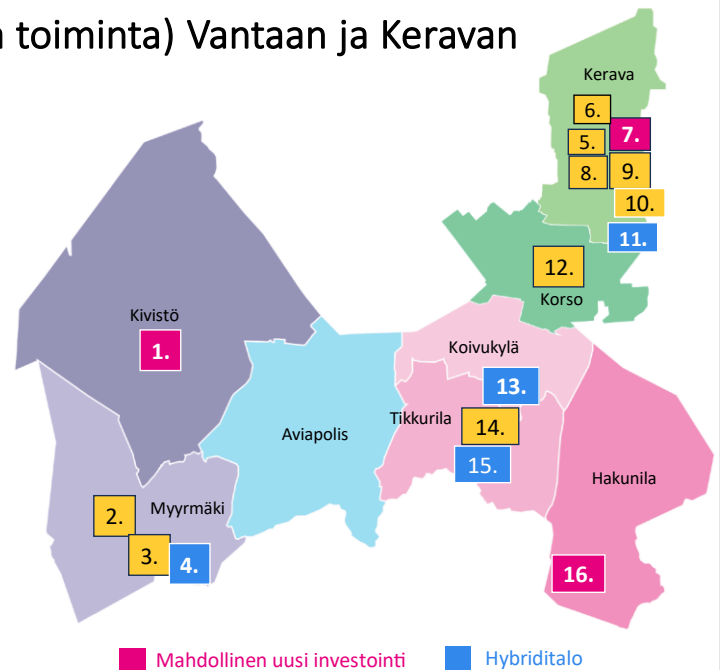 toiminta) Vantaan ja Keravan
Kerava
6.
5.
7.
8.
9.
10.
11.
12.
Korso
Kivistö
1.
Koivukylä
13.
Tikkurila
14.
Aviapolis
15.
Hakunila
2.
Myyrmäki
3.
4.
16.
Mahdollinen uusi investointi
Hybriditalo